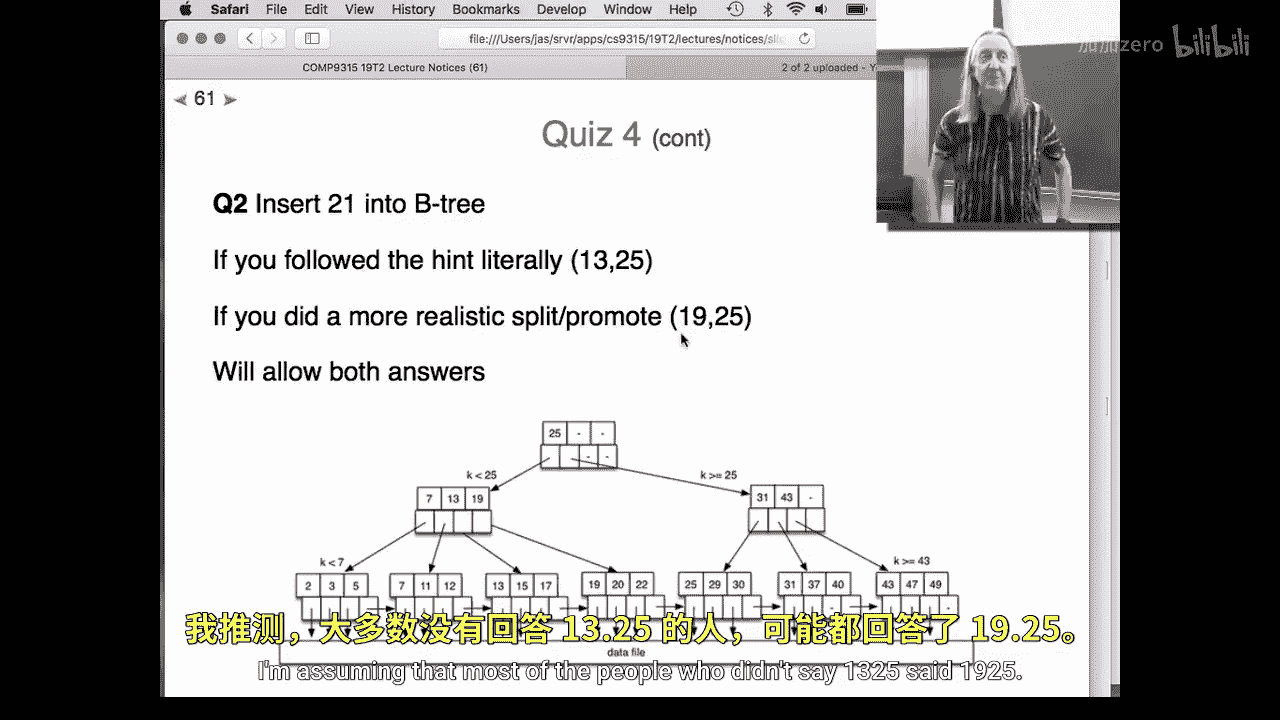 Safari File Edit View History Bookmarks Develop Window Help
file:///Users/jas/srvr/apps/cs9315/19T2/lectures/notices/sli
COMP9315 19T2 Lecture Notices (61)
2 of 2 uploaded - Y
加加zero bilibili
61
Quiz 4 (cont)
Q2 Insert 21 into B-tree
If you followed the hint literally (13,25)
If you did a more realistic split/promote (19,25)
Will allow both answers
25 - -
- -
k < 25
k >= 25
7 13 19
31 43 -
k < 7
k >= 43
2 3 5
7 11 12
13 15 17
19 20 22
25 29 30
31 37 40
43 47 49
我推测，大多数没有回答 13.25 的人，可能都回答了 19.25。
data file
I'm assuming that most of the people who didn't say 1325 said 1925.